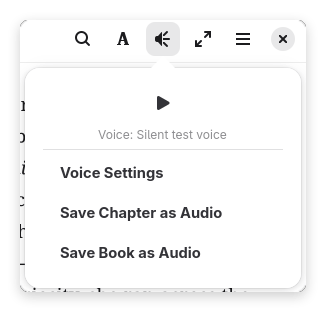 A
Voice: Silent test voice
Voice Settings
Save Chapter as Audio
Save Book as Audio